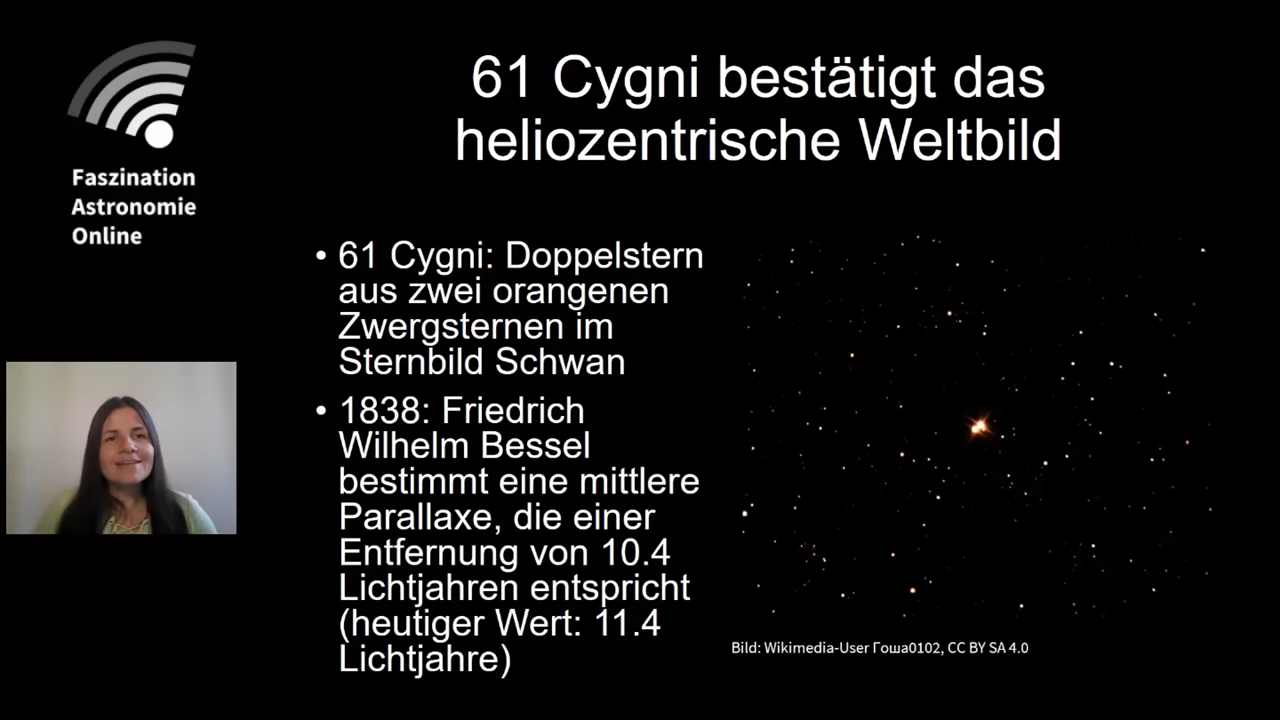 Faszination
Astronomie
Online
61 Cygni bestätigt das
heliozentrische Weltbild
• 61 Cygni: Doppelstern
aus zwei orangenen
Zwergsternen im
Sternbild Schwan
• 1838: Friedrich
Wilhelm Bessel
bestimmt eine mittlere
Parallaxe, die einer
Entfernung von 10.4
Lichtjahren entspricht
(heutiger Wert: 11.4
Lichtjahre)
Bild: Wikimedia-User Гоша0102, CC BY SA 4.0